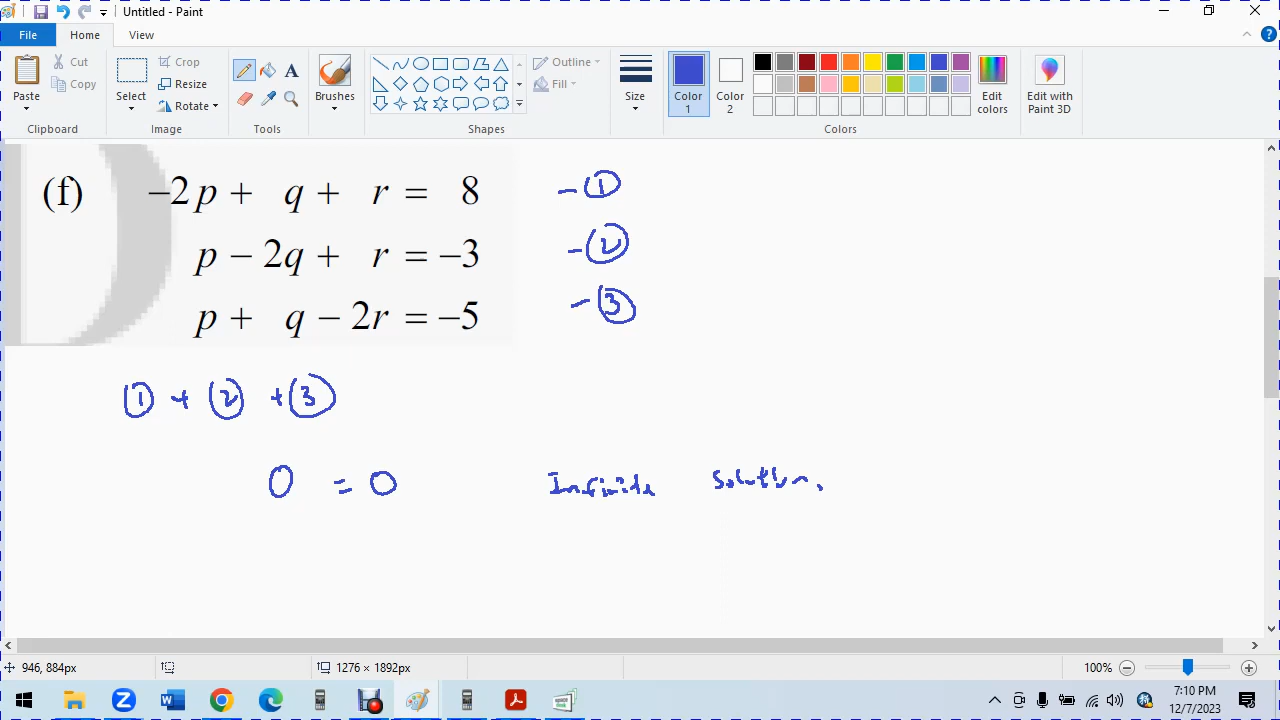 Untitled - Paint
File Home View
Paste Cut Copy Select Crop Resize Rotate Brushes Outline Fill Size Color 1 Color 2 Edit colors Edit with Paint 3D
Clipboard Image Tools Shapes Colors
(f) −2p + q + r = 8 - ①
p − 2q + r = −3 - ②
p + q − 2r = −5 - ③
① + ② + ③
0 = 0 Infinite Solution.
946, 884px 1276 × 1892px 100%
7:10 PM
12/7/2023